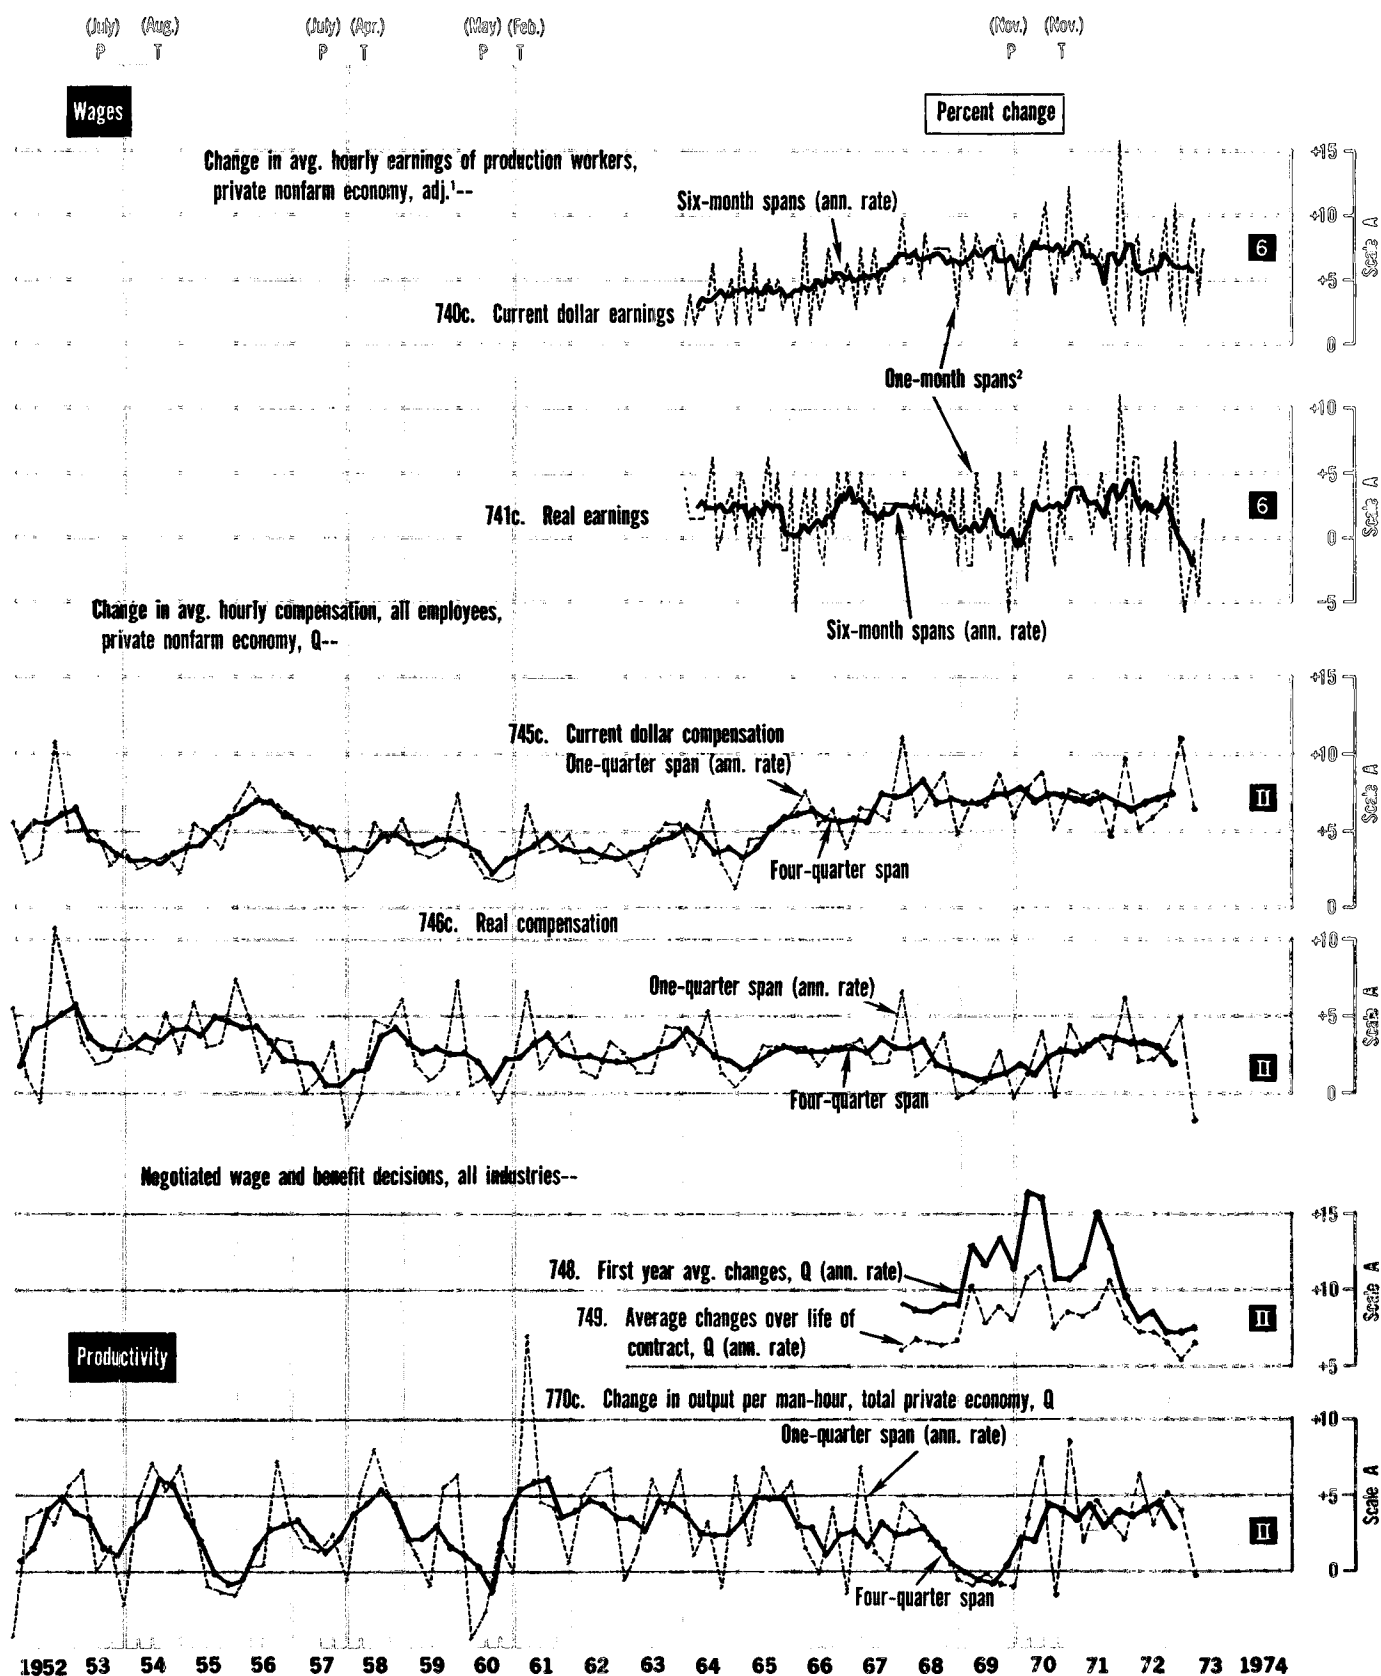 (July) (Aug.) (July) (Apr.) (May) (Feb.) (Nov.) (Nov.)
P T P T P T P T
Wages
Percent change
Change in avg. hourly earnings of production workers,
private nonfarm economy, adj.¹--
Six-month spans (ann. rate)
740c. Current dollar earnings
+15
+10
+5
0
Scale A
6
One-month spans²
741c. Real earnings
+10
+5
0
-5
Scale A
6
Six-month spans (ann. rate)
Change in avg. hourly compensation, all employees,
private nonfarm economy, Q--
745c. Current dollar compensation
One-quarter span (ann. rate)
Four-quarter span
+15
+10
+5
0
Scale A
II
746c. Real compensation
One-quarter span (ann. rate)
Four-quarter span
+10
+5
0
Scale A
II
Negotiated wage and benefit decisions, all industries--
748. First year avg. changes, Q (ann. rate)
749. Average changes over life of
contract, Q (ann. rate)
+15
+10
+5
Scale A
II
Productivity
770c. Change in output per man-hour, total private economy, Q
One-quarter span (ann. rate)
Four-quarter span
+10
+5
0
Scale A
II
1952 53 54 55 56 57 58 59 60 61 62 63 64 65 66 67 68 69 70 71 72 73 1974